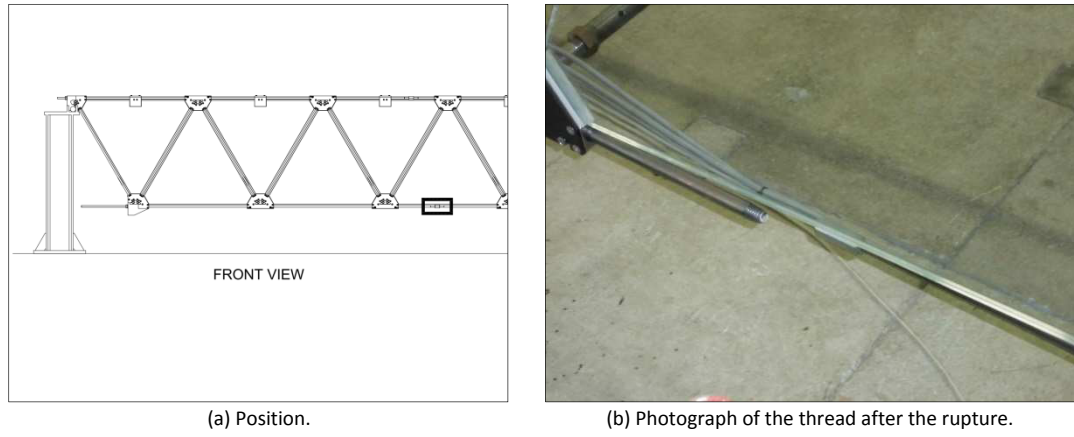 FRONT VIEW
(a) Position.
(b) Photograph of the thread after the rupture.